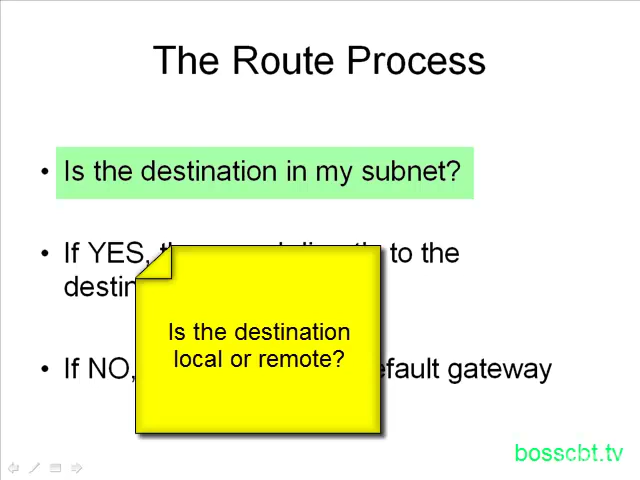 The Route Process
• Is the destination in my subnet?
• If YES, to the
destin
• If NO, efault gateway
Is the destination
local or remote?
bosscbt.tv